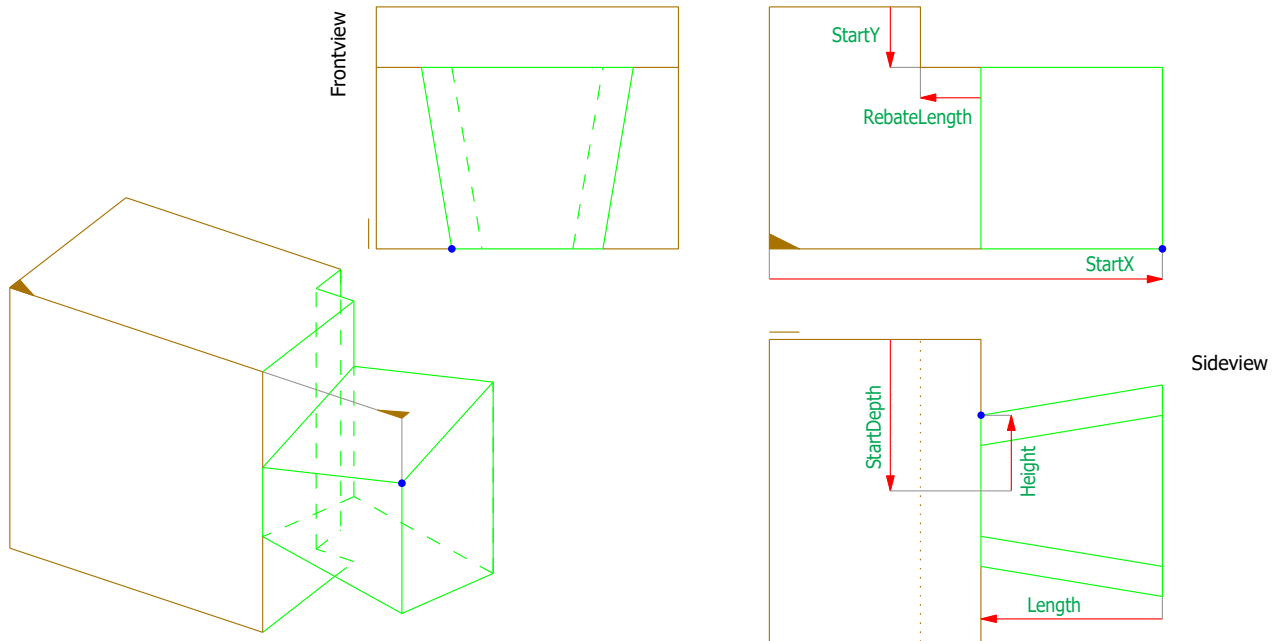 Frontview
StartY
RebateLength
StartX
Sideview
StartDepth
Height
Length